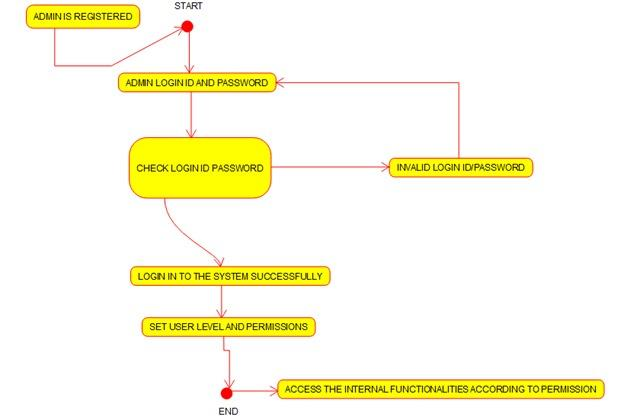 START
ADMIN IS REGISTERED
ADMIN LOGIN ID AND PASSWORD
CHECK LOGIN ID PASSWORD
INVALID LOGIN ID/PASSWORD
LOGIN IN TO THE SYSTEM SUCCESSFULLY
SET USER LEVEL AND PERMISSIONS
ACCESS THE INTERNAL FUNCTIONALITIES ACCORDING TO PERMISSION
END